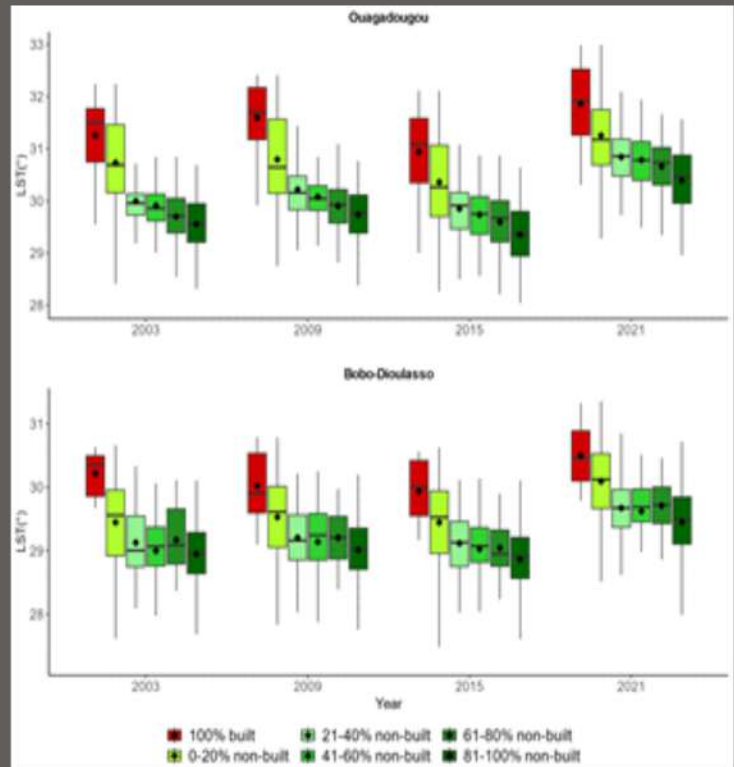 Ouagadougou
33
32
31
30
29
28
LST(°)
2003 2009 2015 2021
Bobo-Dioulasso
31
30
29
28
LST(°)
2003 2009 2015 2021
Year
100% built 21-40% non-built 61-80% non-built
0-20% non-built 41-60% non-built 81-100% non-built